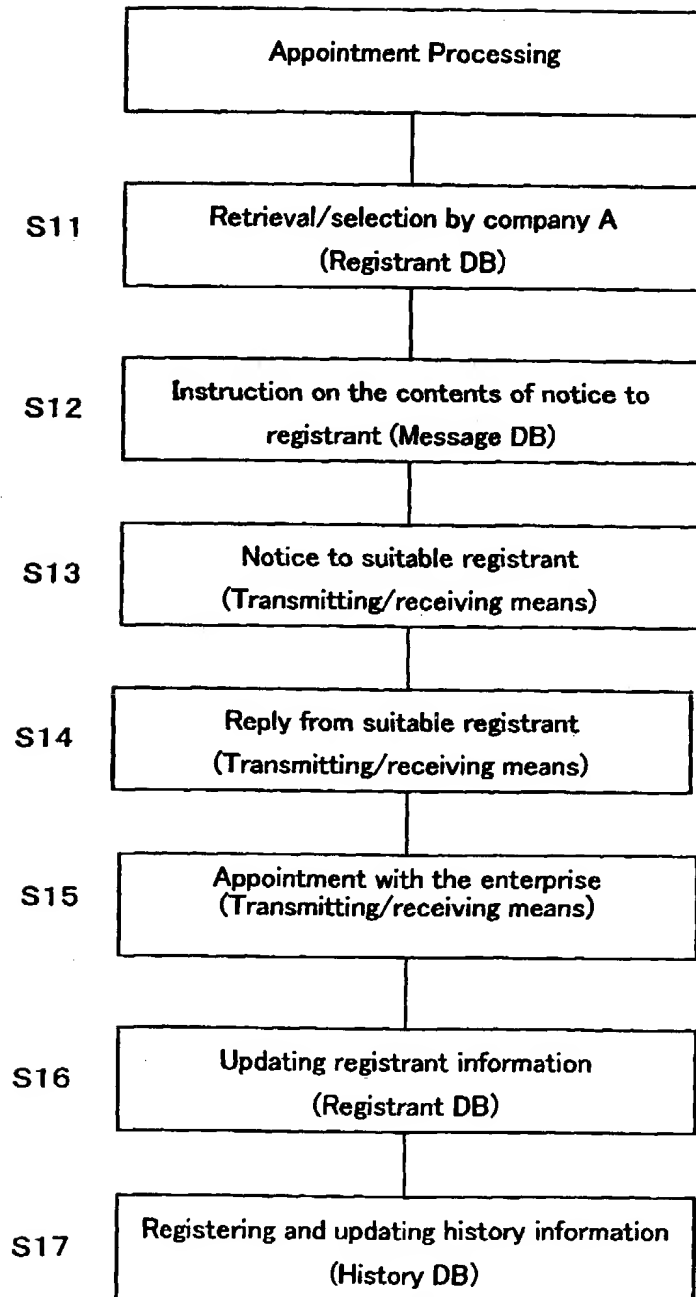 Appointment Processing
S11
Retrieval/selection by company A
(Registrant DB)
S12
Instruction on the contents of notice to
registrant (Message DB)
S13
Notice to suitable registrant
(Transmitting/receiving means)
S14
Reply from suitable registrant
(Transmitting/receiving means)
S15
Appointment with the enterprise
(Transmitting/receiving means)
S16
Updating registrant information
(Registrant DB)
S17
Registering and updating history information
(History DB)